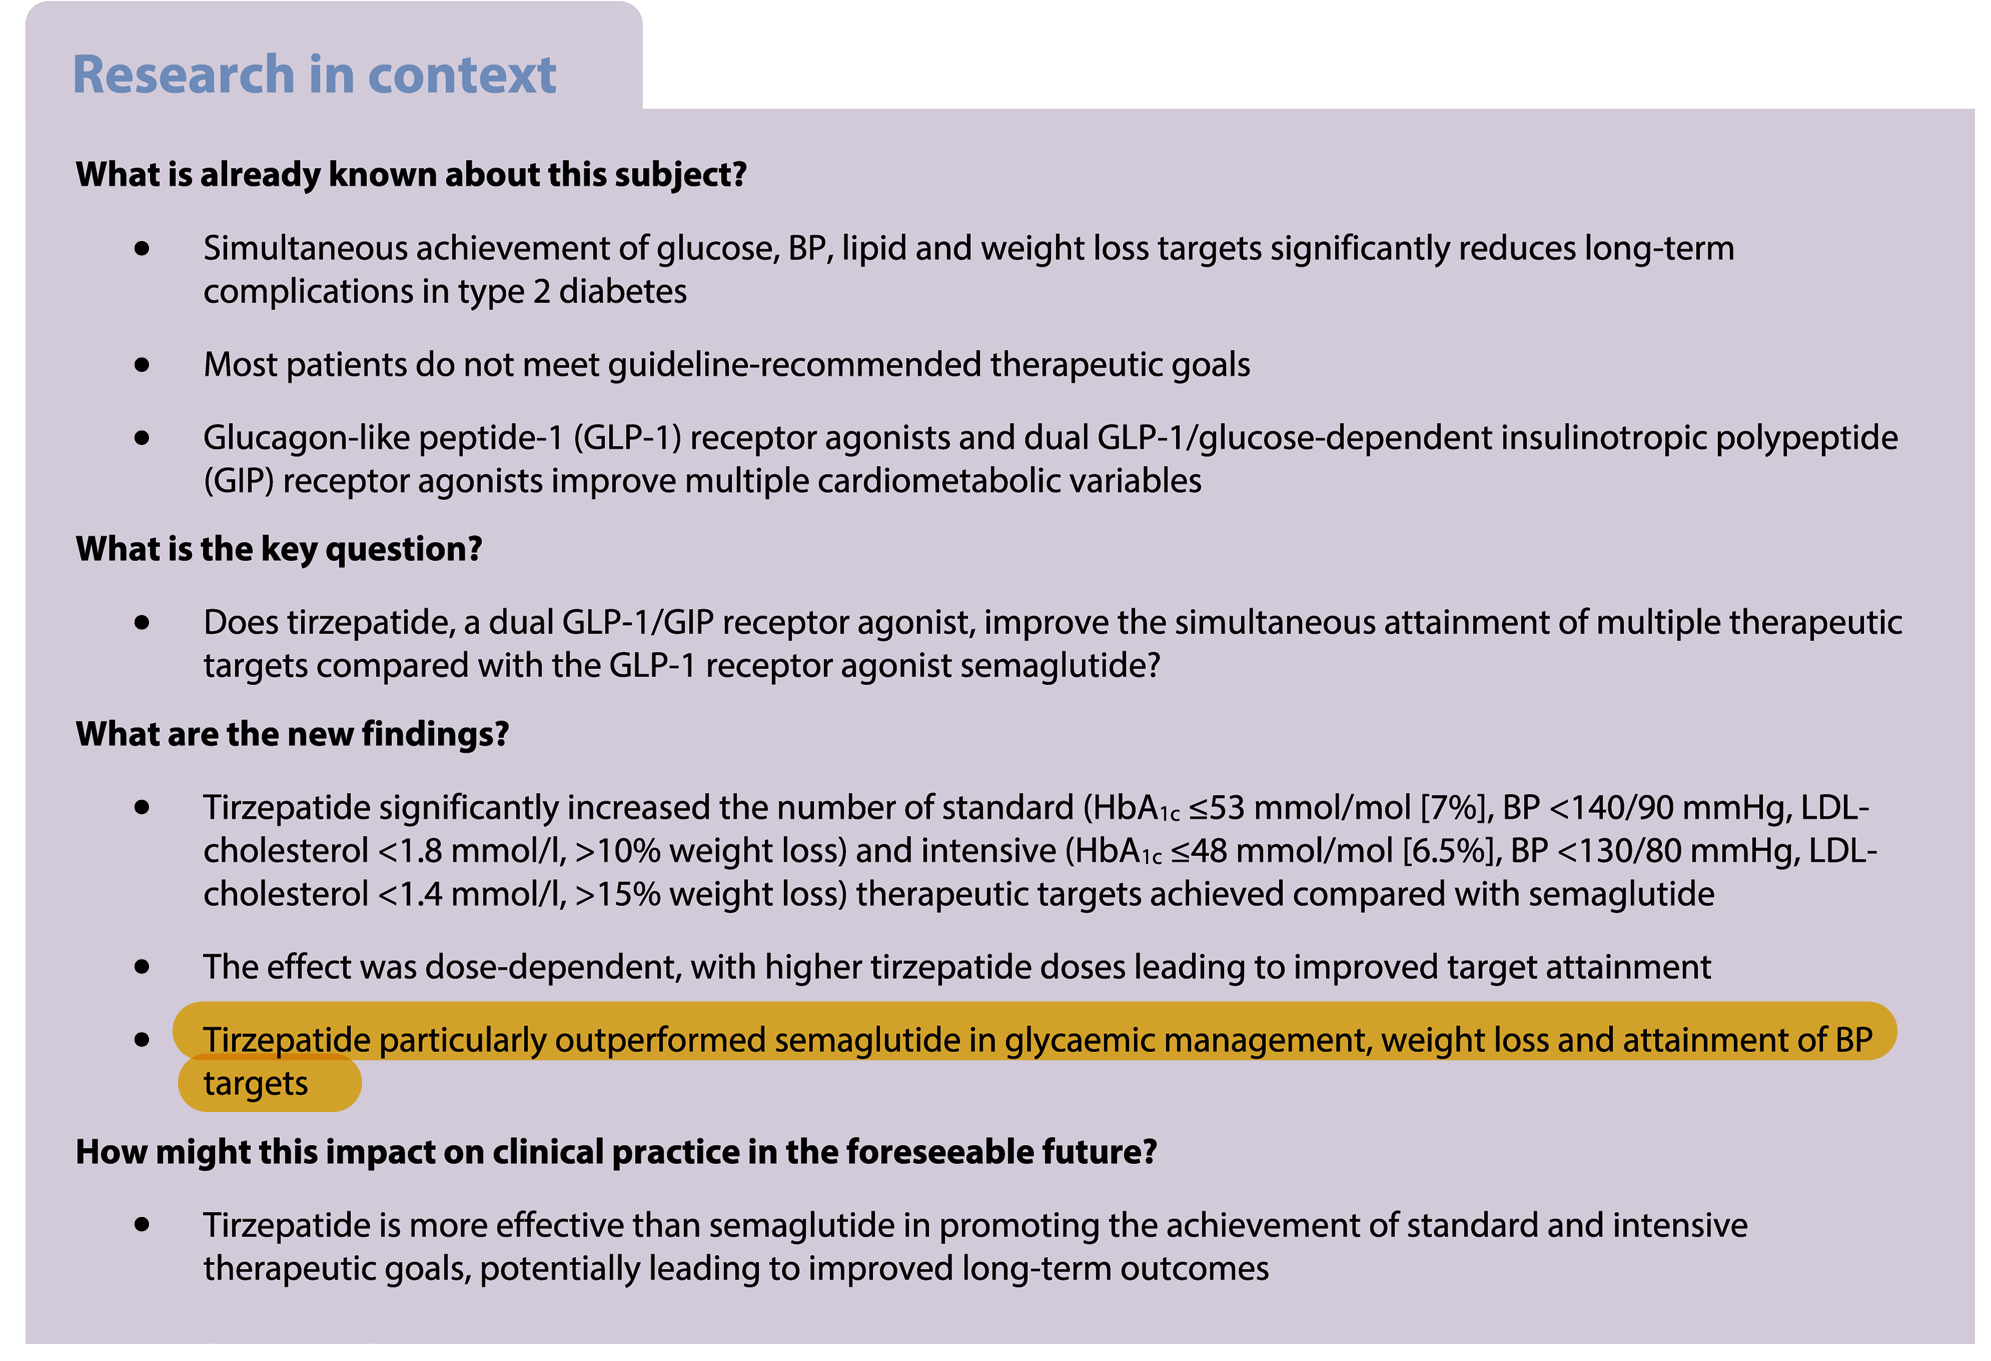 Research in context
What is already known about this subject?
● Simultaneous achievement of glucose, BP, lipid and weight loss targets significantly reduces long-term
complications in type 2 diabetes
● Most patients do not meet guideline-recommended therapeutic goals
● Glucagon-like peptide-1 (GLP-1) receptor agonists and dual GLP-1/glucose-dependent insulinotropic polypeptide
(GIP) receptor agonists improve multiple cardiometabolic variables
What is the key question?
● Does tirzepatide, a dual GLP-1/GIP receptor agonist, improve the simultaneous attainment of multiple therapeutic
targets compared with the GLP-1 receptor agonist semaglutide?
What are the new findings?
● Tirzepatide significantly increased the number of standard (HbA₁c ≤53 mmol/mol [7%], BP <140/90 mmHg, LDL-
cholesterol <1.8 mmol/l, >10% weight loss) and intensive (HbA₁c ≤48 mmol/mol [6.5%], BP <130/80 mmHg, LDL-
cholesterol <1.4 mmol/l, >15% weight loss) therapeutic targets achieved compared with semaglutide
● The effect was dose-dependent, with higher tirzepatide doses leading to improved target attainment
● Tirzepatide particularly outperformed semaglutide in glycaemic management, weight loss and attainment of BP
targets
How might this impact on clinical practice in the foreseeable future?
● Tirzepatide is more effective than semaglutide in promoting the achievement of standard and intensive
therapeutic goals, potentially leading to improved long-term outcomes